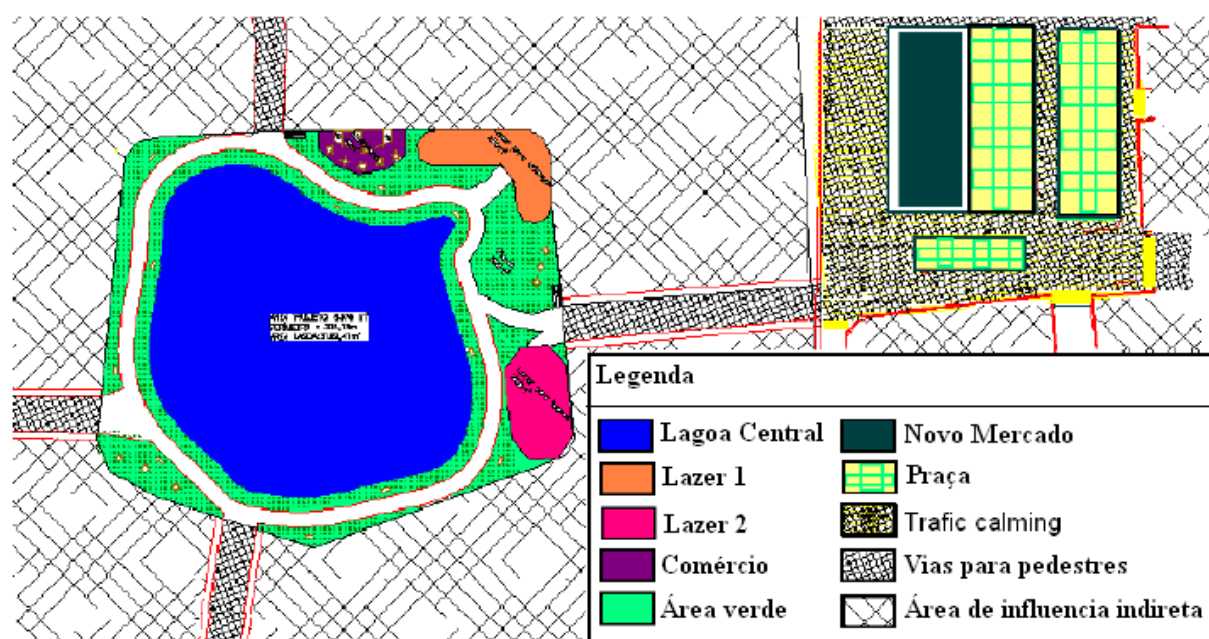 Legenda
Lagoa Central
Novo Mercado
Lazer 1
Praça
Lazer 2
Trafic calming
Comércio
Vias para pedestres
Área verde
Área de influencia indireta